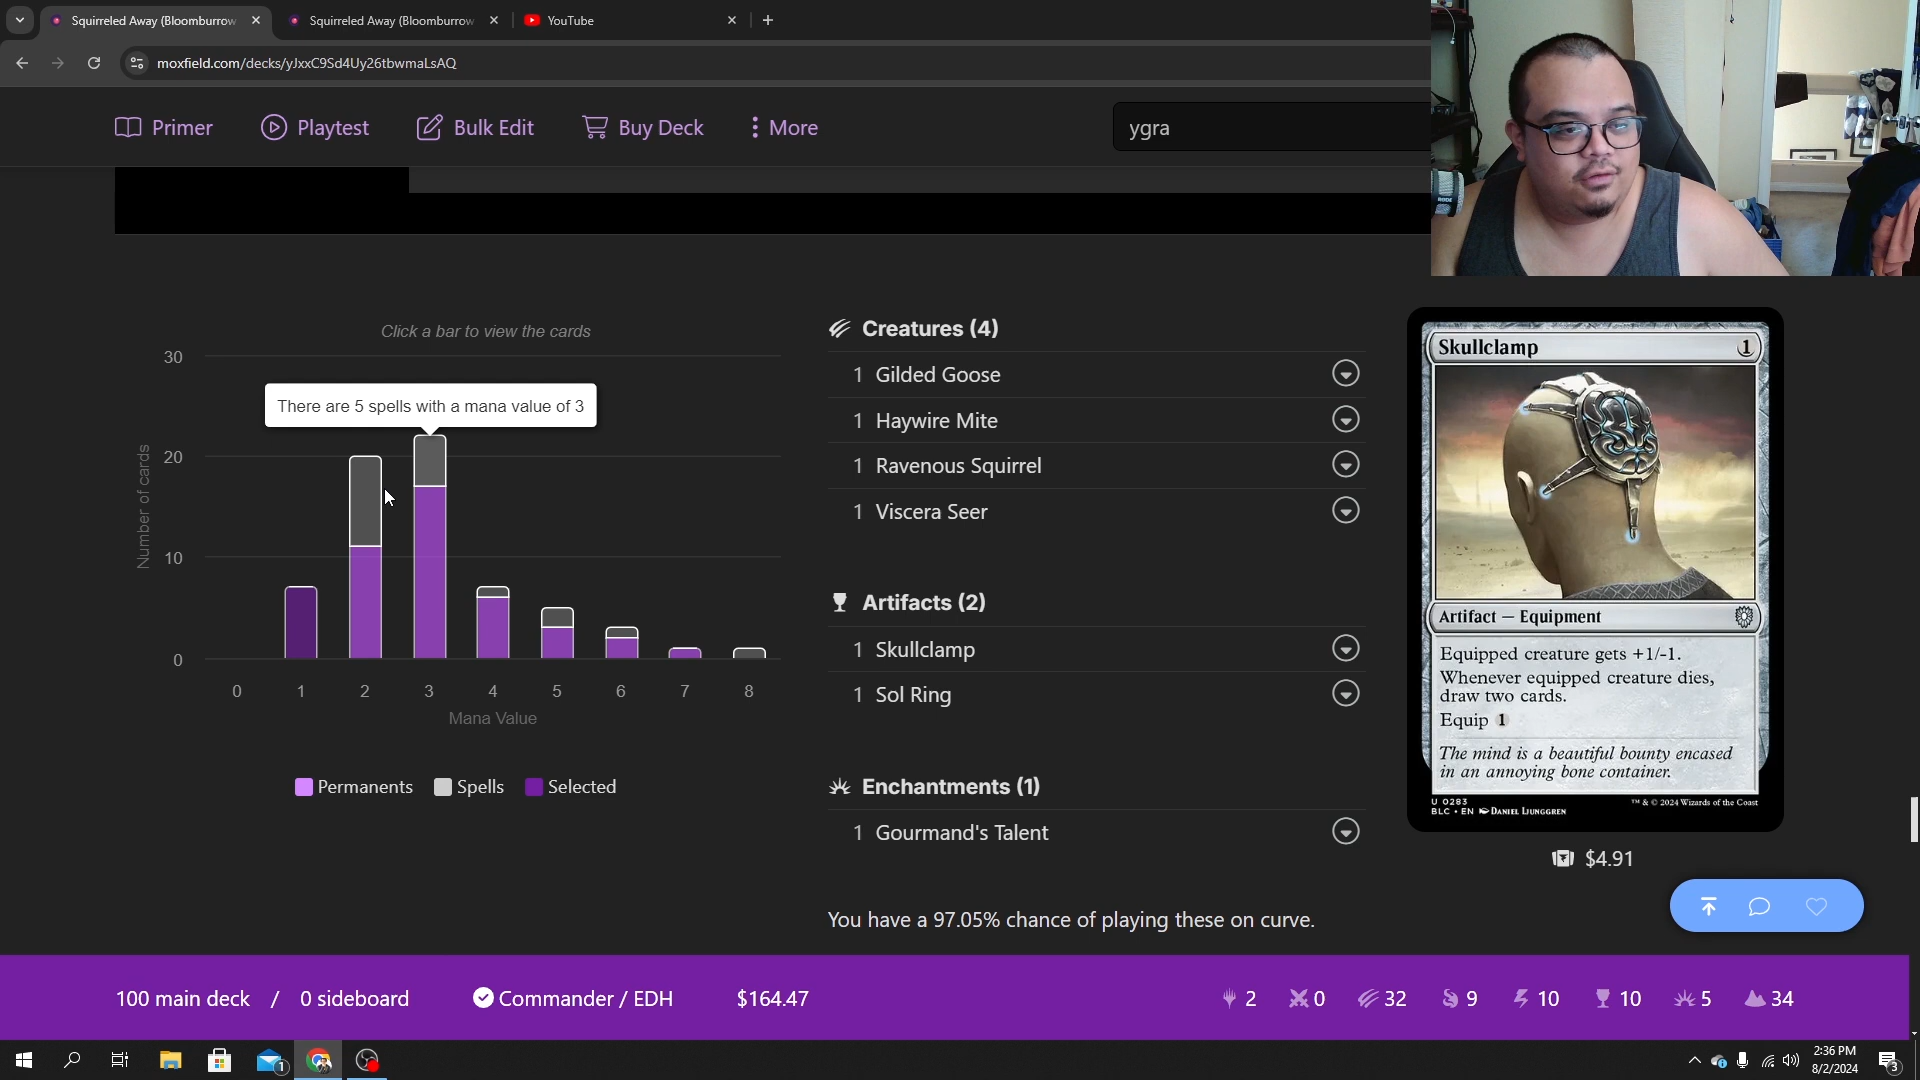 Squirreled Away (Bloomburrow
Squirreled Away (Bloomburrow
YouTube
moxfield.com/decks/yJxxC9Sd4Uy26tbwmaLsAQ
Primer
Playtest
Bulk Edit
Buy Deck
More
ygra
Click a bar to view the cards
There are 5 spells with a mana value of 3
Number of cards
30
20
10
0
0 1 2 3 4 5 6 7 8
Mana Value
Permanents
Spells
Selected
Creatures (4)
1 Gilded Goose
1 Haywire Mite
1 Ravenous Squirrel
1 Viscera Seer
Artifacts (2)
1 Skullclamp
1 Sol Ring
Enchantments (1)
1 Gourmand's Talent
You have a 97.05% chance of playing these on curve.
Skullclamp 1
Artifact — Equipment
Equipped creature gets +1/-1.
Whenever equipped creature dies,
draw two cards.
Equip 1
The mind is a beautiful bounty encased
in an annoying bone container.
U 0283
BLC • EN DANIEL LJUNGGREN
™ & © 2024 Wizards of the Coast
$4.91
100 main deck / 0 sideboard
Commander / EDH
$164.47
2 0 32 9 10 10 5 34
1
2:36 PM
8/2/2024
3